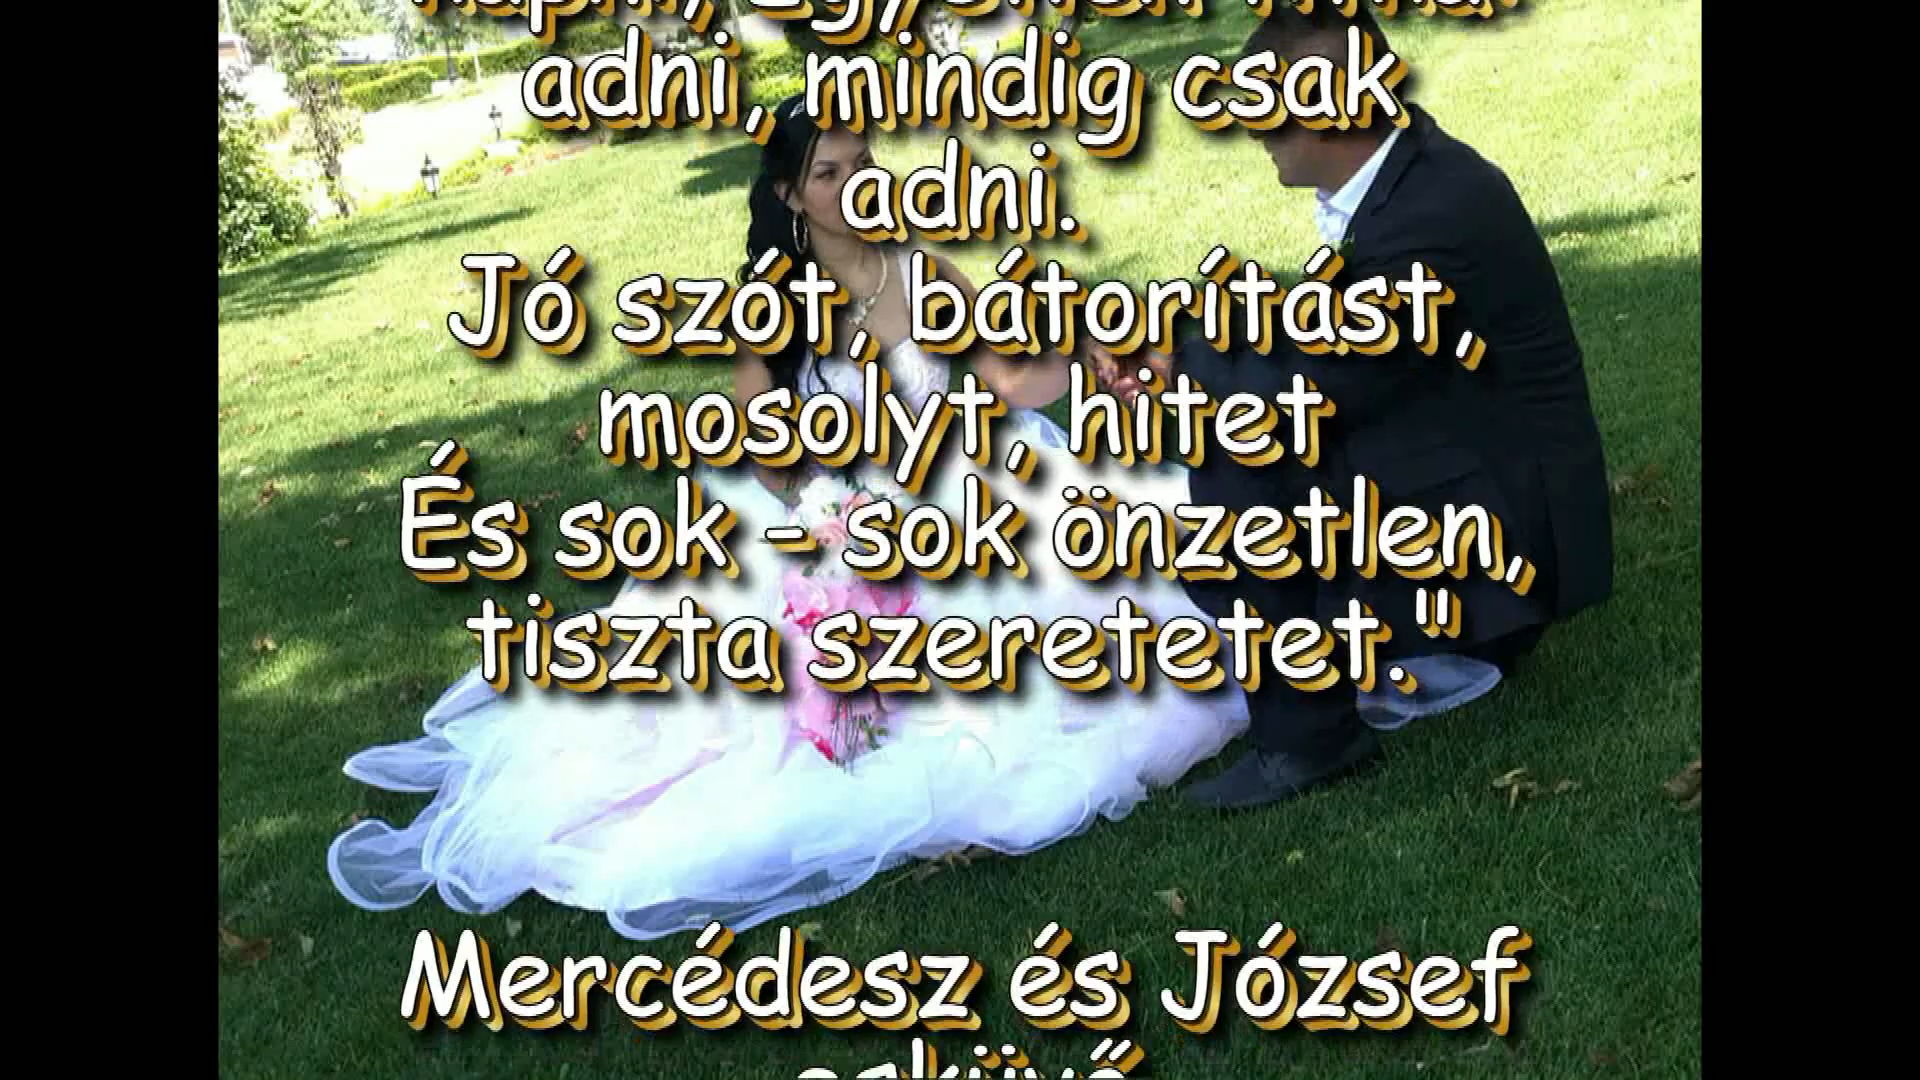 adni, mindig csak
adni.
Jó szót, bátorítást,
mosolyt, hitet
És sok - sok önzetlen,
tiszta szeretetet."
Mercédesz és József